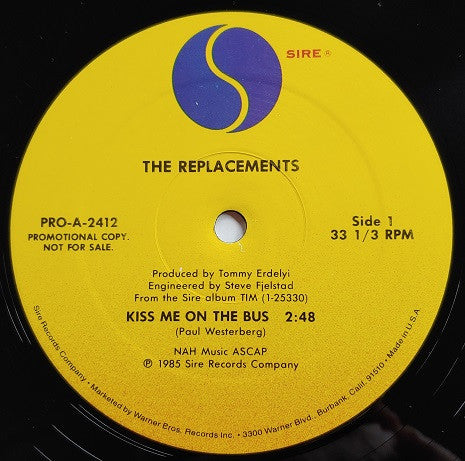 SIRE ®
THE REPLACEMENTS
PRO-A-2412
PROMOTIONAL COPY.
NOT FOR SALE.
Side 1
33 1/3 RPM
Produced by Tommy Erdelyi
Engineered by Steve Fjelstad
From the Sire album TIM (1-25330)
KISS ME ON THE BUS 2:48
(Paul Westerberg)
NAH Music ASCAP
℗ 1985 Sire Records Company
Sire Records Company • Marketed by Warner Bros. Records Inc. • 3300 Warner Blvd., Burbank, Calif. 91510 • Made in U.S.A.